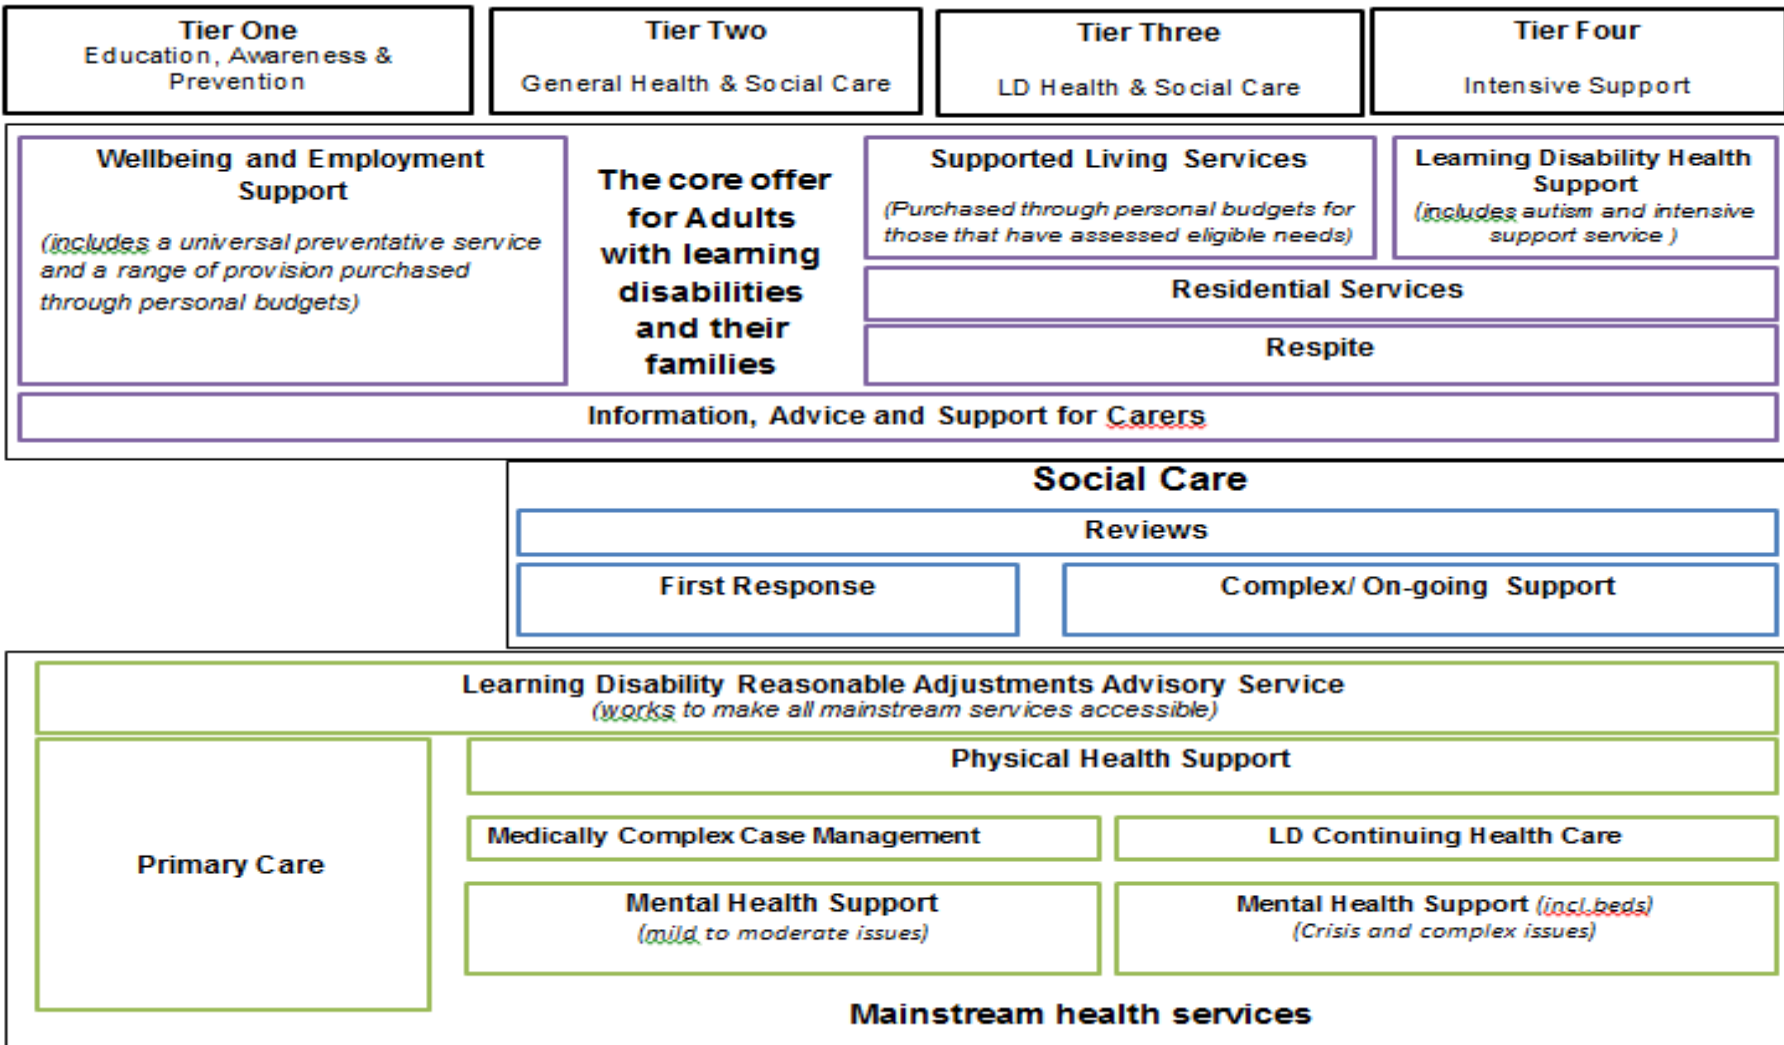 Tier One
Education, Awareness &
Prevention
Tier Two
General Health & Social Care
Tier Three
LD Health & Social Care
Tier Four
Intensive Support
Wellbeing and Employment
Support
(includes a universal preventative service
and a range of provision purchased
through personal budgets)
The core offer
for Adults
with learning
disabilities
and their
families
Supported Living Services
(Purchased through personal budgets for
those that have assessed eligible needs)
Learning Disability Health
Support
(includes autism and intensive
support service )
Residential Services
Respite
Information, Advice and Support for Carers
Social Care
Reviews
First Response
Complex/ On-going Support
Learning Disability Reasonable Adjustments Advisory Service
(works to make all mainstream services accessible)
Primary Care
Physical Health Support
Medically Complex Case Management
LD Continuing Health Care
Mental Health Support
(mild to moderate issues)
Mental Health Support (incl.beds)
(Crisis and complex issues)
Mainstream health services